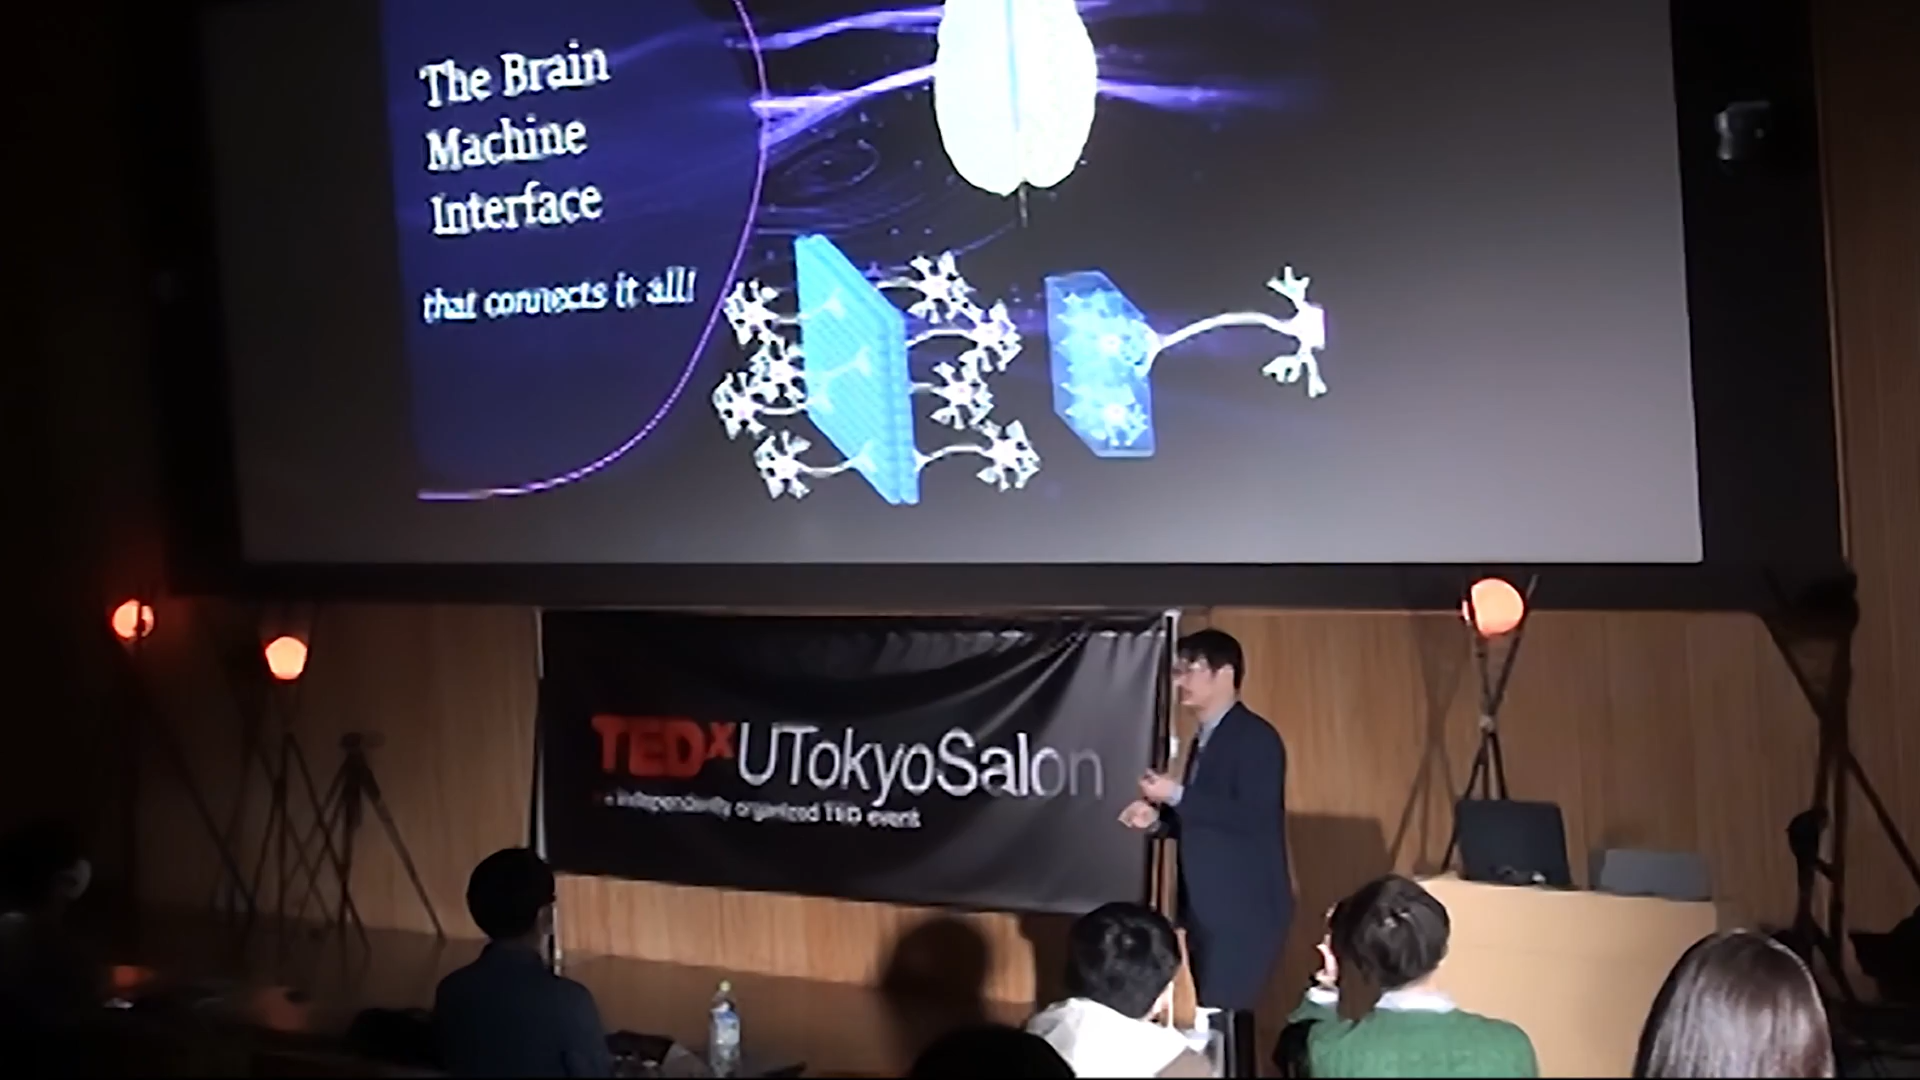 The Brain
Machine
Interface
that connects it all!
TEDxUTokyoSalon
independently organized TED event